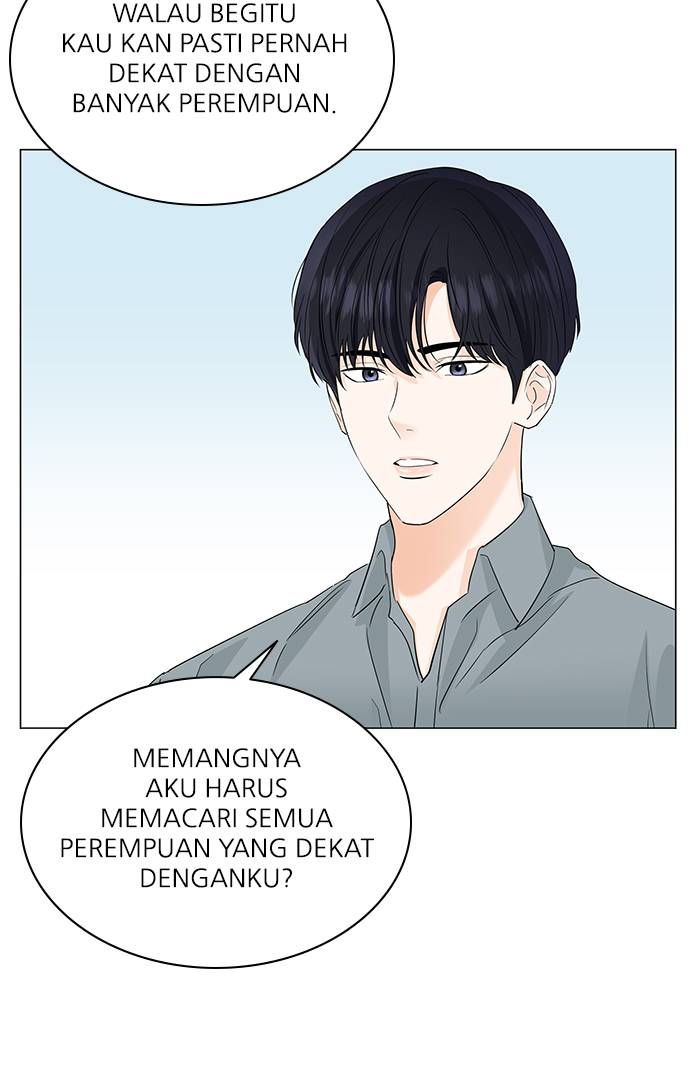 WALAU BEGITU
KAU KAN PASTI PERNAH
DEKAT DENGAN
BANYAK PEREMPUAN.
MEMANGNYA
AKU HARUS
MEMACARI SEMUA
PEREMPUAN YANG DEKAT
DENGANKU?